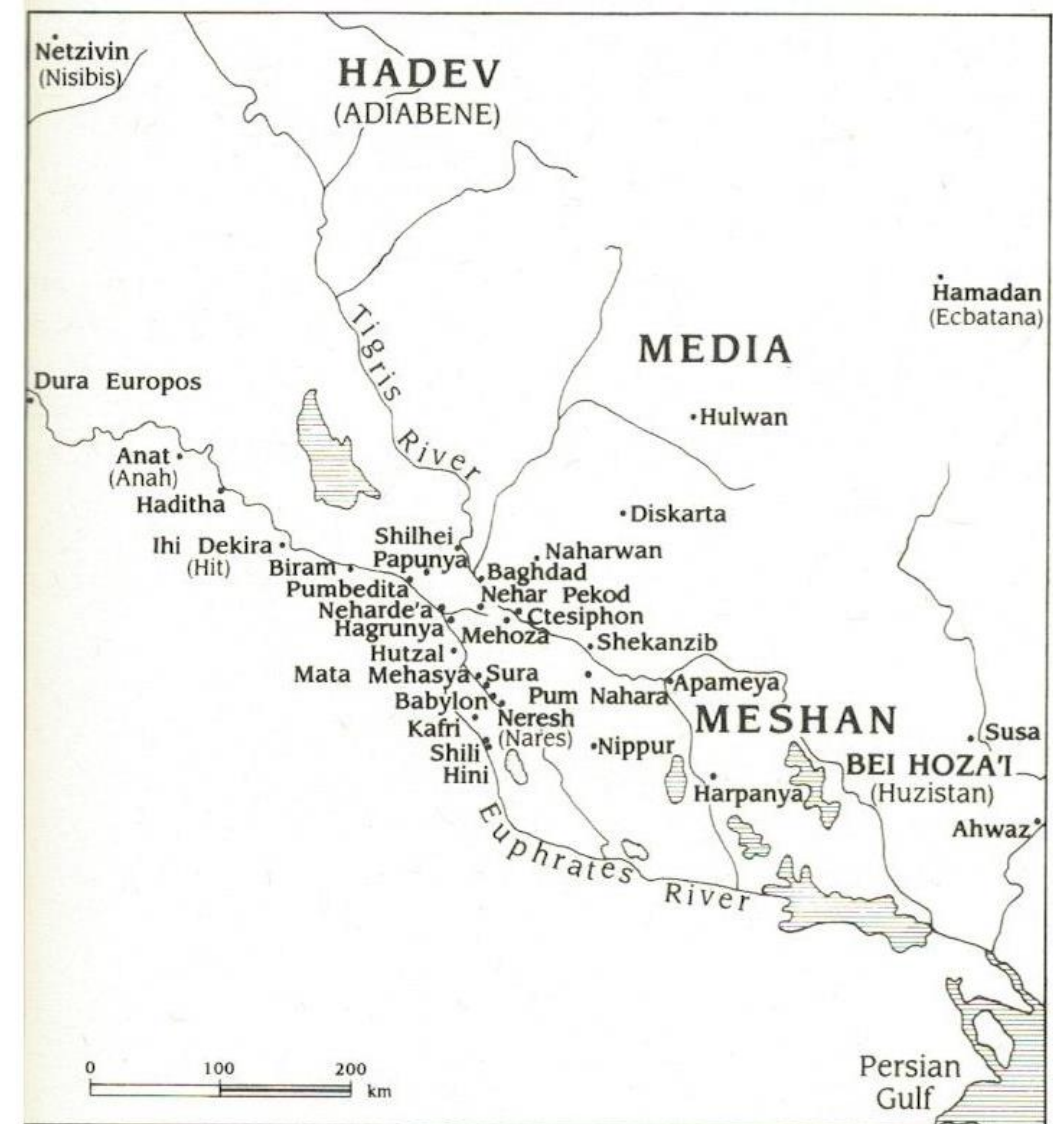 Netzivin
(Nisibis)
HADEV
(ADIABENE)
Hamadan
(Ecbatana)
Tigris River
MEDIA
Dura Europos
Hulwan
Anat
(Anah)
Haditha
Diskarta
Shilhei
Ihi Dekira
(Hit)
Papunya
Naharwan
Biram
Baghdad
Pumbedita
Nehar Pekod
Neharde'a
Ctesiphon
Hagrunya
Mehoza
Shekanzib
Hutzal
Mata Mehasya
Sura
Pum Nahara
Apameya
Babylon
Neresh
(Nares)
MESHAN
Kafri
Shili
Nippur
Susa
Hini
BEI HOZA'I
(Huzistan)
Harpanya
Ahwaz
Euphrates River
Persian
Gulf
0 100 200
km